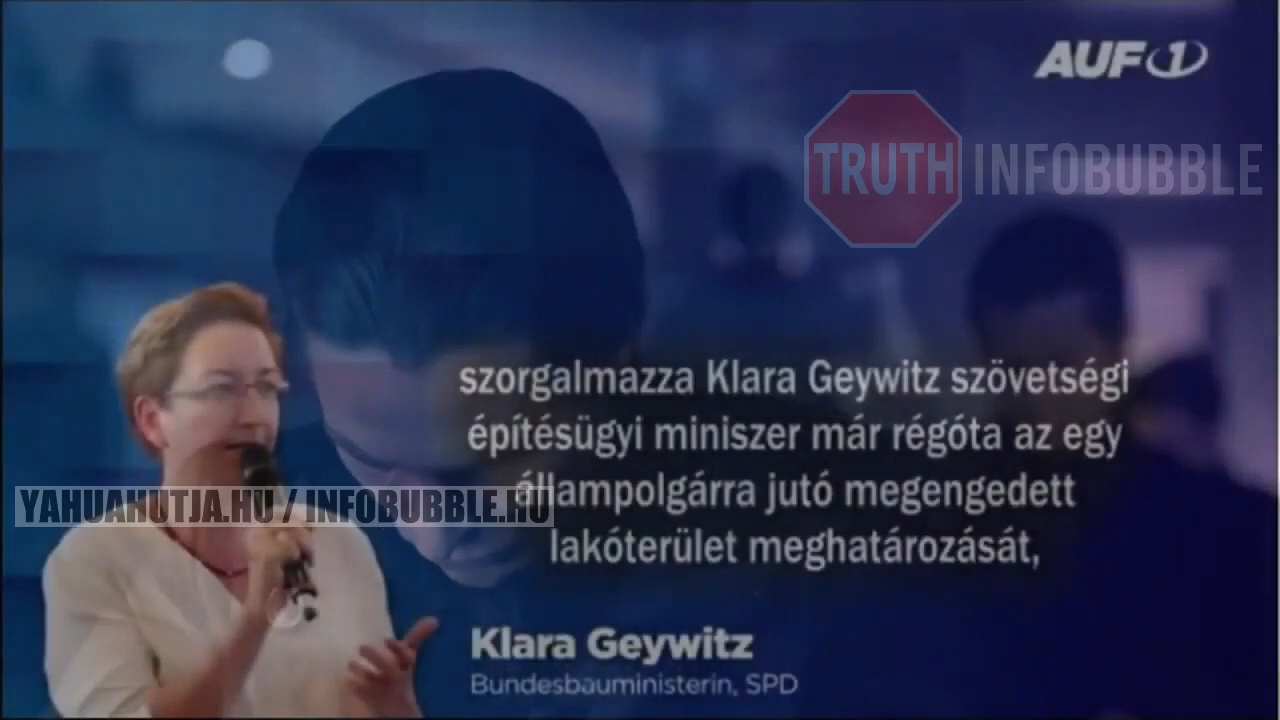 AUF1
TRUTH INFOBUBBLE
szorgalmazza Klara Geywitz szövetségi
építésügyi miniszer már régóta az egy
állampolgárra jutó megengedett
lakóterület meghatározását,
YAHUAHUTJA.HU / INFOBUBBLE.HU
Klara Geywitz
Bundesbauministerin, SPD